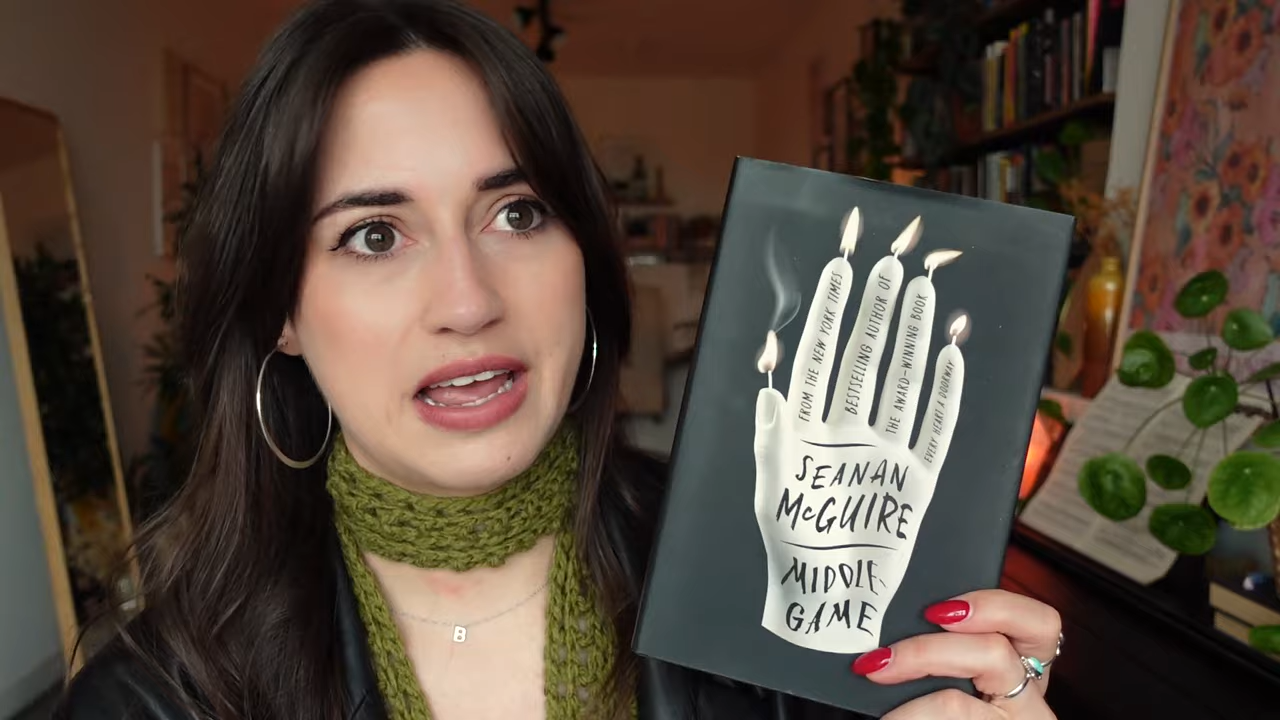 FROM THE NEW YORK TIMES
BESTSELLING AUTHOR OF
THE AWARD-WINNING BOOK
EVERY HEART A DOORWAY
SEANAN
McGUIRE
MIDDLE-
GAME
B